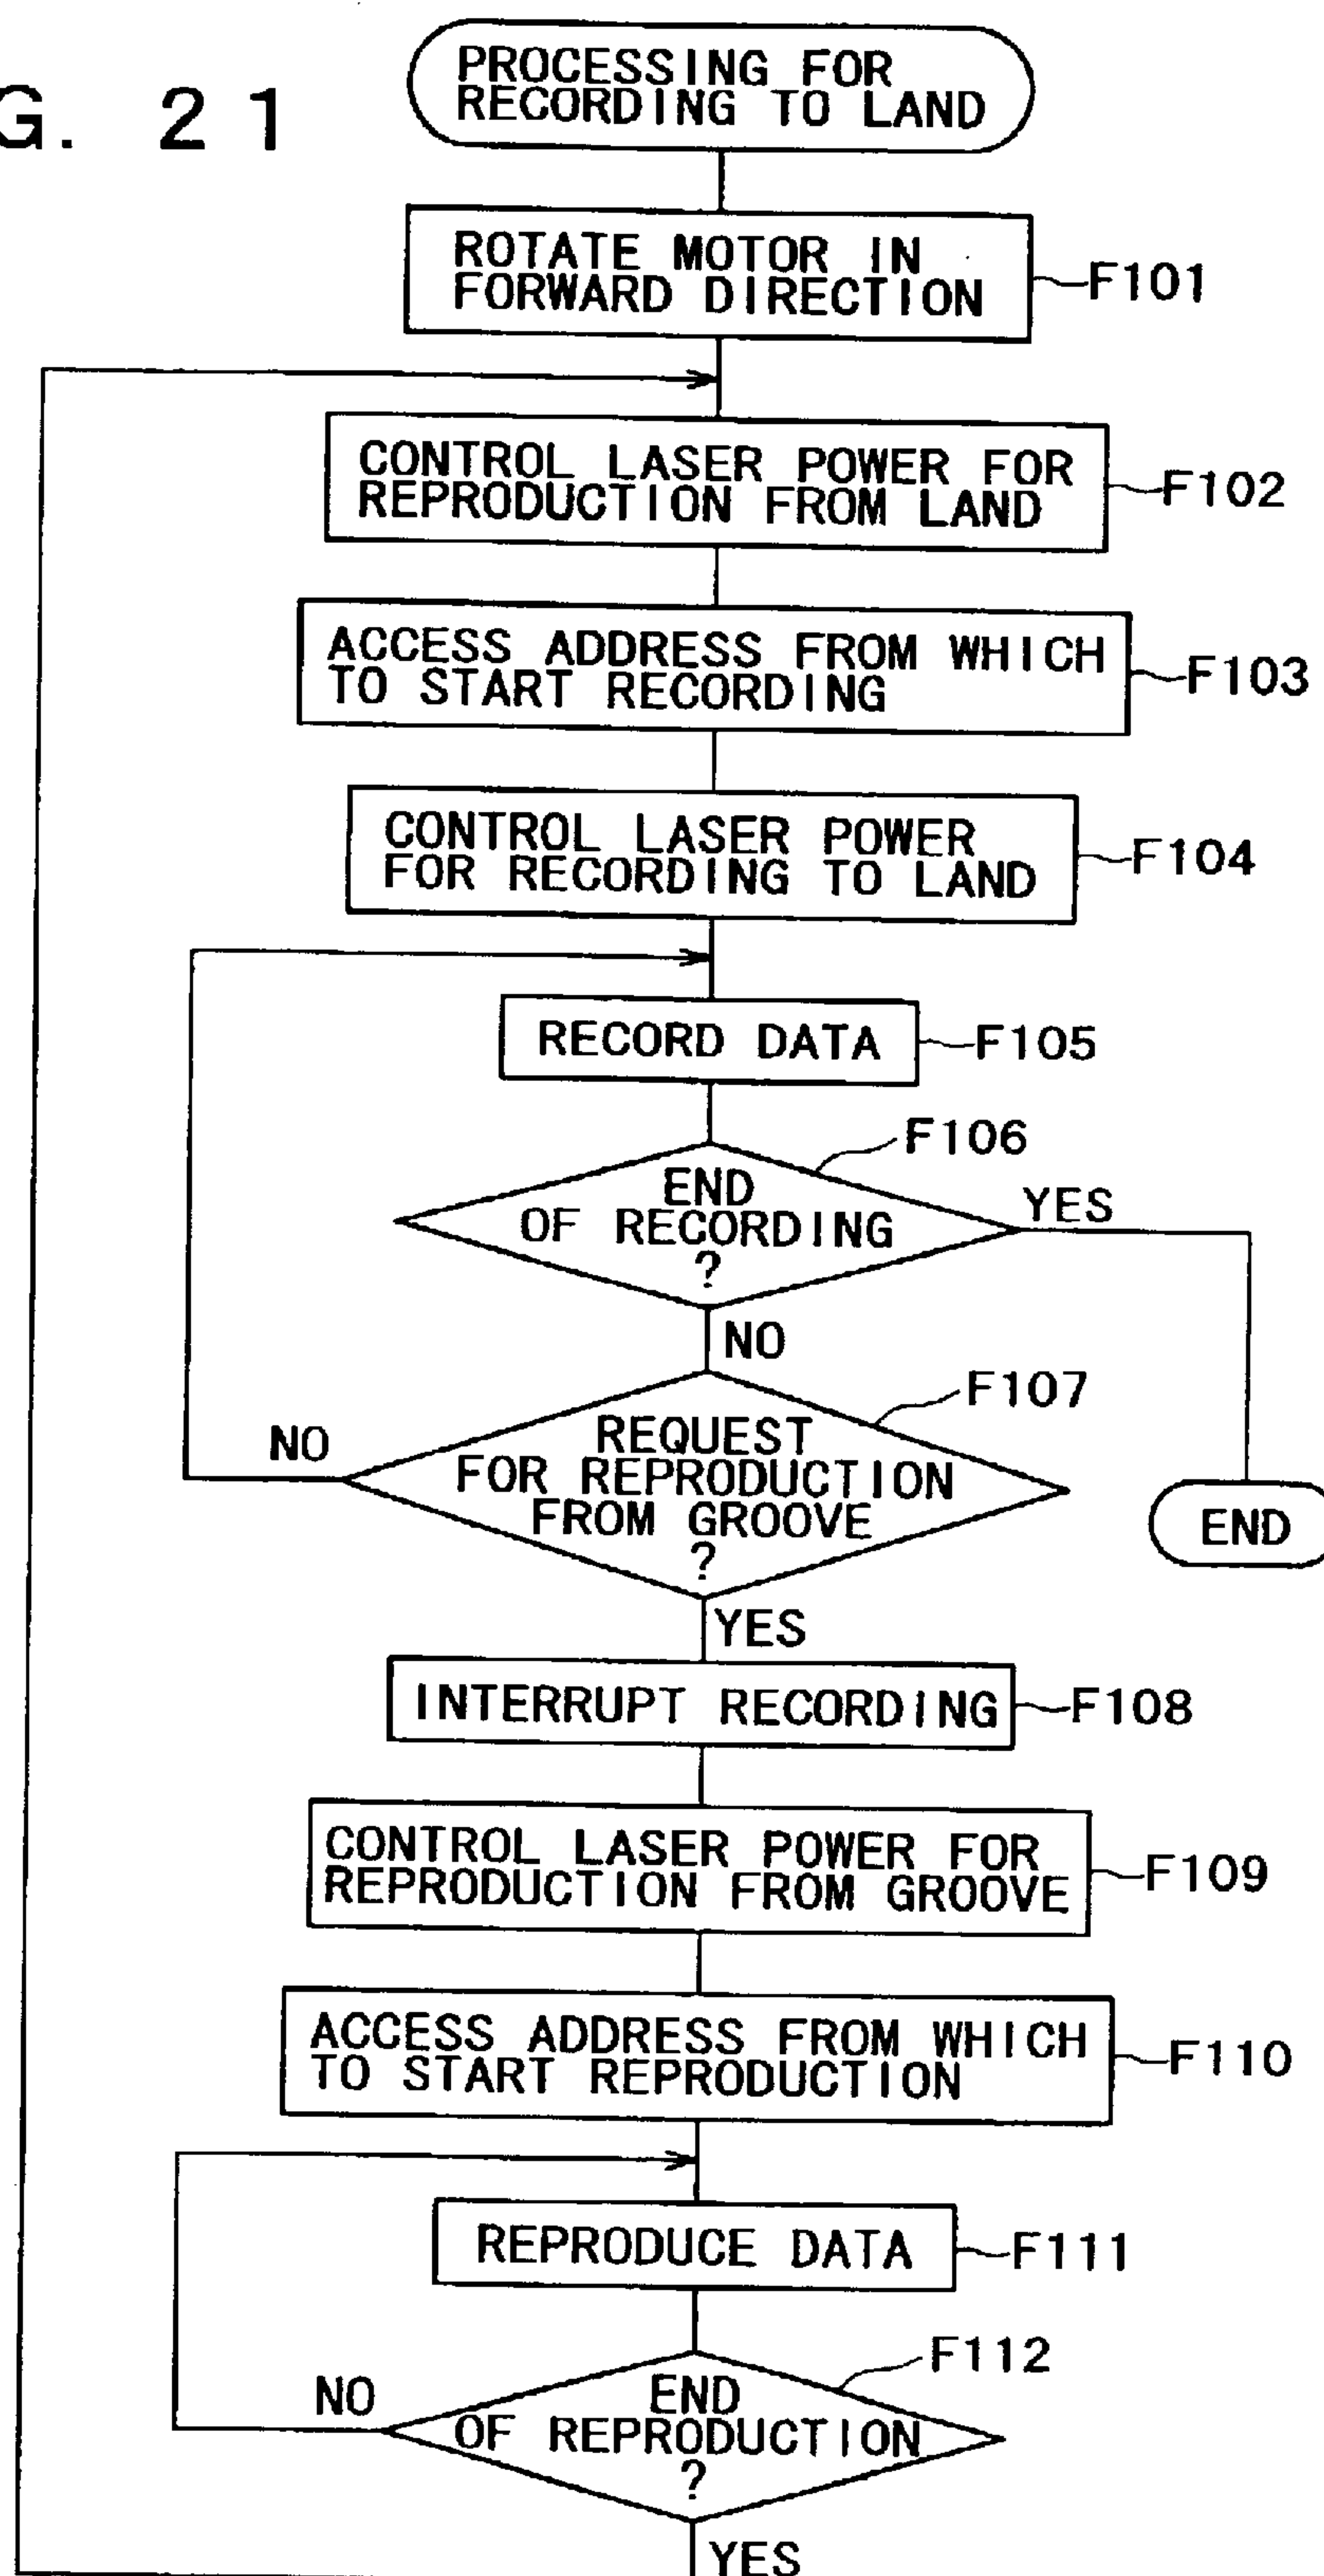 G. 21
PROCESSING FOR
RECORDING TO LAND
ROTATE MOTOR IN
FORWARD DIRECTION
F101
CONTROL LASER POWER FOR
REPRODUCTION FROM LAND
F102
ACCESS ADDRESS FROM WHICH
TO START RECORDING
F103
CONTROL LASER POWER
FOR RECORDING TO LAND
F104
RECORD DATA
F105
F106
END
OF RECORDING
?
YES
NO
F107
REQUEST
FOR REPRODUCTION
FROM GROOVE
?
NO
END
YES
INTERRUPT RECORDING
F108
CONTROL LASER POWER FOR
REPRODUCTION FROM GROOVE
F109
ACCESS ADDRESS FROM WHICH
TO START REPRODUCTION
F110
REPRODUCE DATA
F111
F112
END
OF REPRODUCTION
?
NO
YES